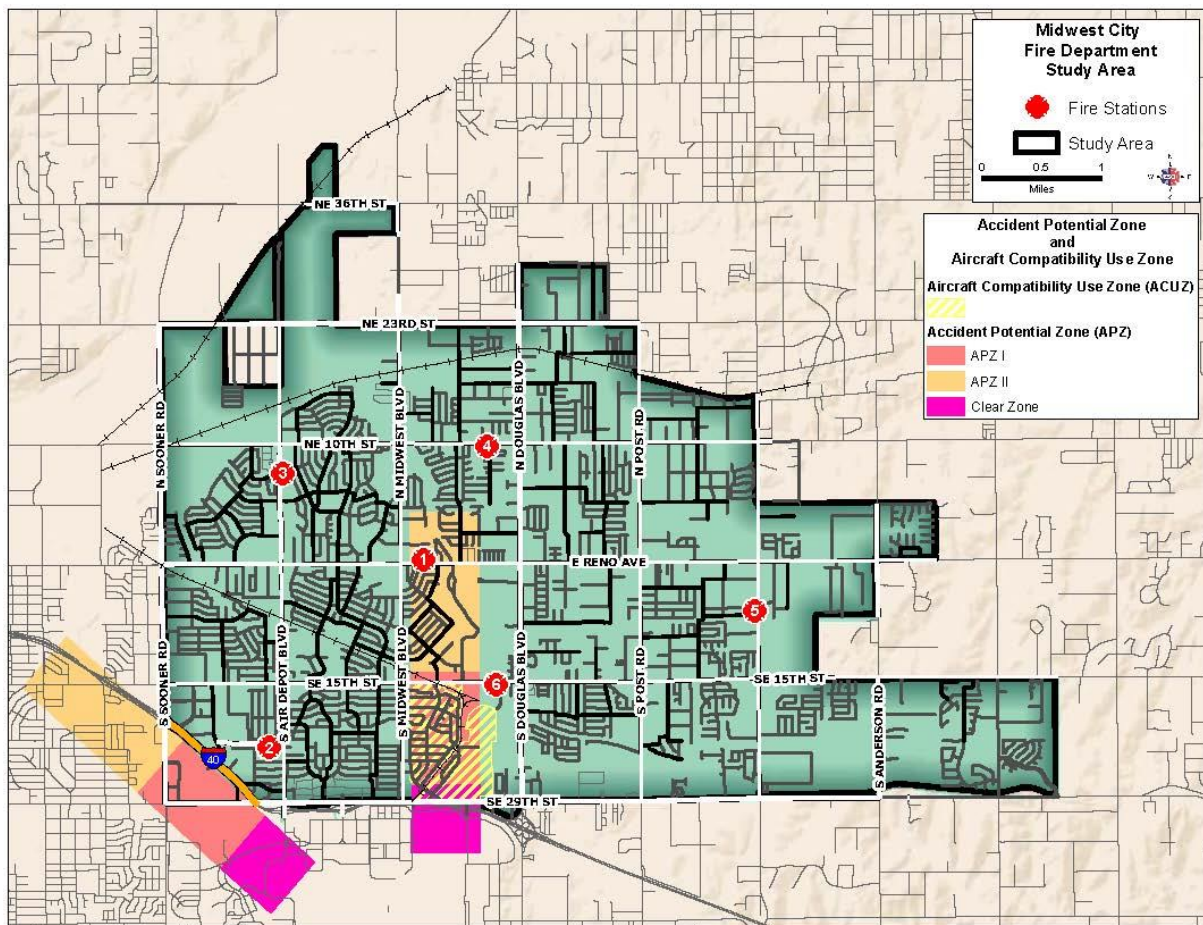 Midwest City
Fire Department
Study Area
Fire Stations
Study Area
0 0.5 1
Miles
N
W
E
S
Accident Potential Zone
and
Aircraft Compatibility Use Zone
Aircraft Compatibility Use Zone (ACUZ)
Accident Potential Zone (APZ)
APZ I
APZ II
Clear Zone
NE 36TH ST
NE 23RD ST
N SOONER RD
N MIDWEST BLVD
N DOUGLAS BLVD
N POST RD
NE 10TH ST
4
3
1
E RENO AVE
5
S SOONER RD
S AIR DEPOT BLVD
S MIDWEST BLVD
S DOUGLAS BLVD
S POST RD
SE 15TH ST
6
SE 15TH ST
S ANDERSON RD
2
40
SE 29TH ST